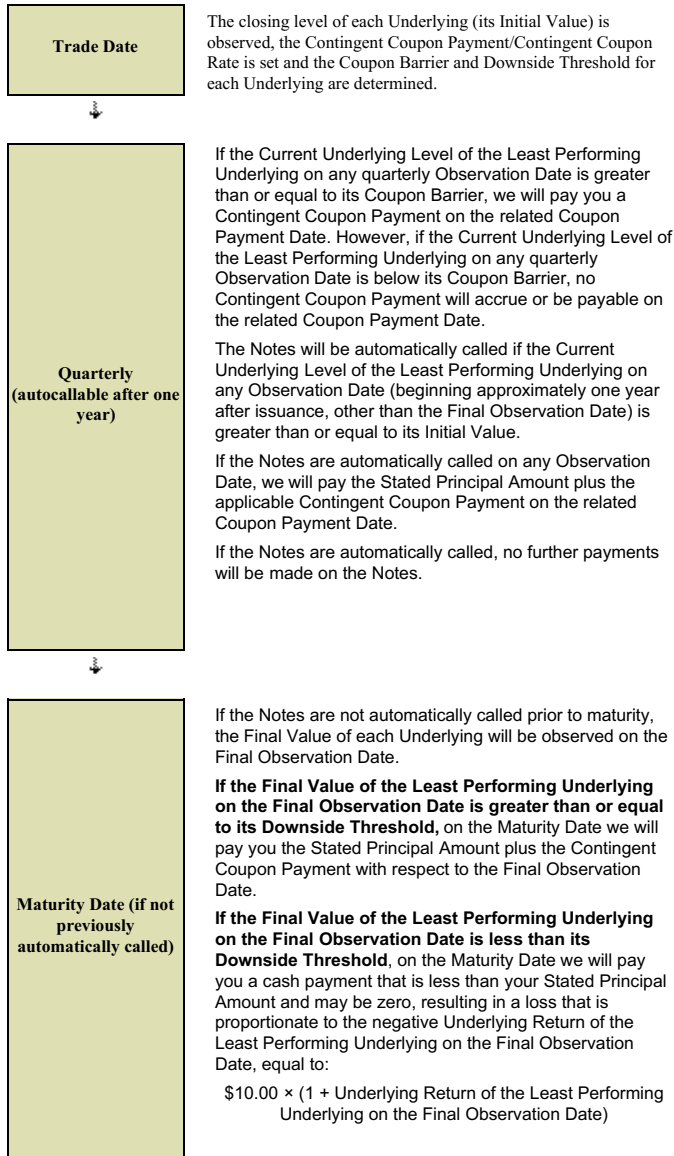 Trade Date
The closing level of each Underlying (its Initial Value) is
observed, the Contingent Coupon Payment/Contingent Coupon
Rate is set and the Coupon Barrier and Downside Threshold for
each Underlying are determined.
Quarterly
(autocallable after one
year)
If the Current Underlying Level of the Least Performing
Underlying on any quarterly Observation Date is greater
than or equal to its Coupon Barrier, we will pay you a
Contingent Coupon Payment on the related Coupon
Payment Date. However, if the Current Underlying Level of
the Least Performing Underlying on any quarterly
Observation Date is below its Coupon Barrier, no
Contingent Coupon Payment will accrue or be payable on
the related Coupon Payment Date.
The Notes will be automatically called if the Current
Underlying Level of the Least Performing Underlying on
any Observation Date (beginning approximately one year
after issuance, other than the Final Observation Date) is
greater than or equal to its Initial Value.
If the Notes are automatically called on any Observation
Date, we will pay the Stated Principal Amount plus the
applicable Contingent Coupon Payment on the related
Coupon Payment Date.
If the Notes are automatically called, no further payments
will be made on the Notes.
Maturity Date (if not
previously
automatically called)
If the Notes are not automatically called prior to maturity,
the Final Value of each Underlying will be observed on the
Final Observation Date.
If the Final Value of the Least Performing Underlying
on the Final Observation Date is greater than or equal
to its Downside Threshold, on the Maturity Date we will
pay you the Stated Principal Amount plus the Contingent
Coupon Payment with respect to the Final Observation
Date.
If the Final Value of the Least Performing Underlying
on the Final Observation Date is less than its
Downside Threshold, on the Maturity Date we will pay
you a cash payment that is less than your Stated Principal
Amount and may be zero, resulting in a loss that is
proportionate to the negative Underlying Return of the
Least Performing Underlying on the Final Observation
Date, equal to:
$10.00 × (1 + Underlying Return of the Least Performing
Underlying on the Final Observation Date)